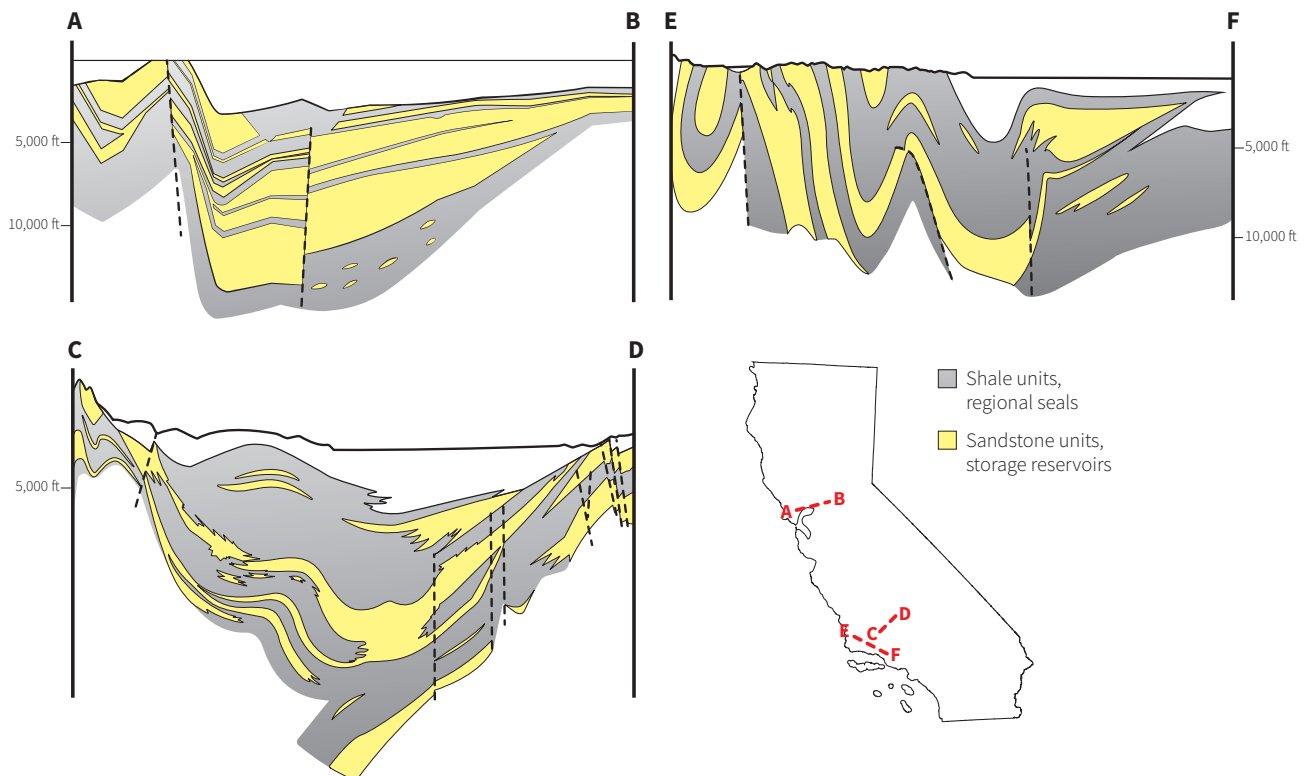 A
B
5,000 ft
10,000 ft
E
F
5,000 ft
10,000 ft
C
D
5,000 ft
Shale units,
regional seals
Sandstone units,
storage reservoirs
A
B
E
C
D
F